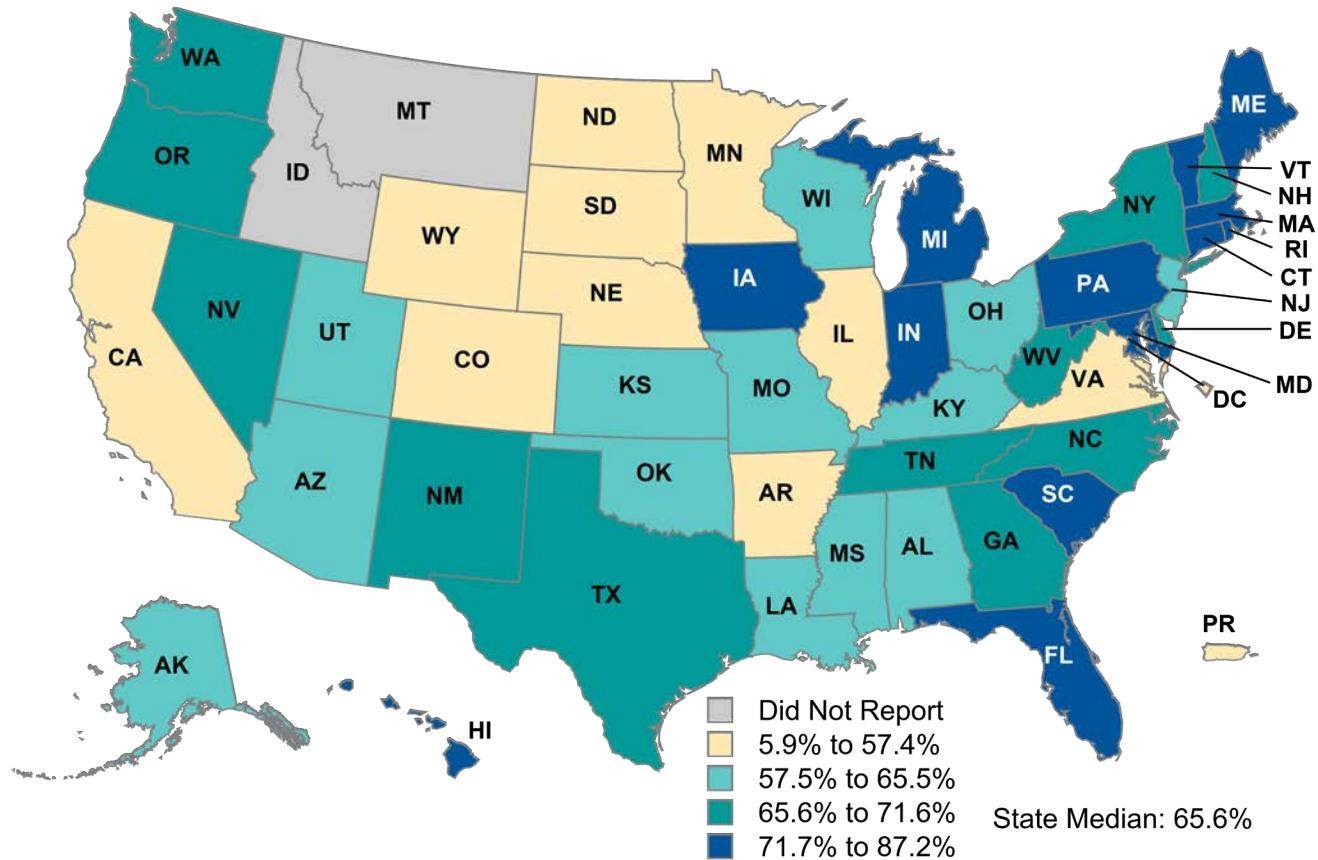 WA
MT
ND
ME
OR
ID
MN
VT
SD
WI
NH
NY
MA
WY
MI
RI
IA
CT
NE
PA
NJ
NV
OH
DE
UT
IL
IN
CA
CO
WV
VA
MD
KS
MO
KY
DC
NC
TN
AZ
OK
NM
AR
SC
MS
AL
GA
TX
LA
PR
AK
FL
HI
Did Not Report
5.9% to 57.4%
57.5% to 65.5%
65.6% to 71.6%
State Median: 65.6%
71.7% to 87.2%